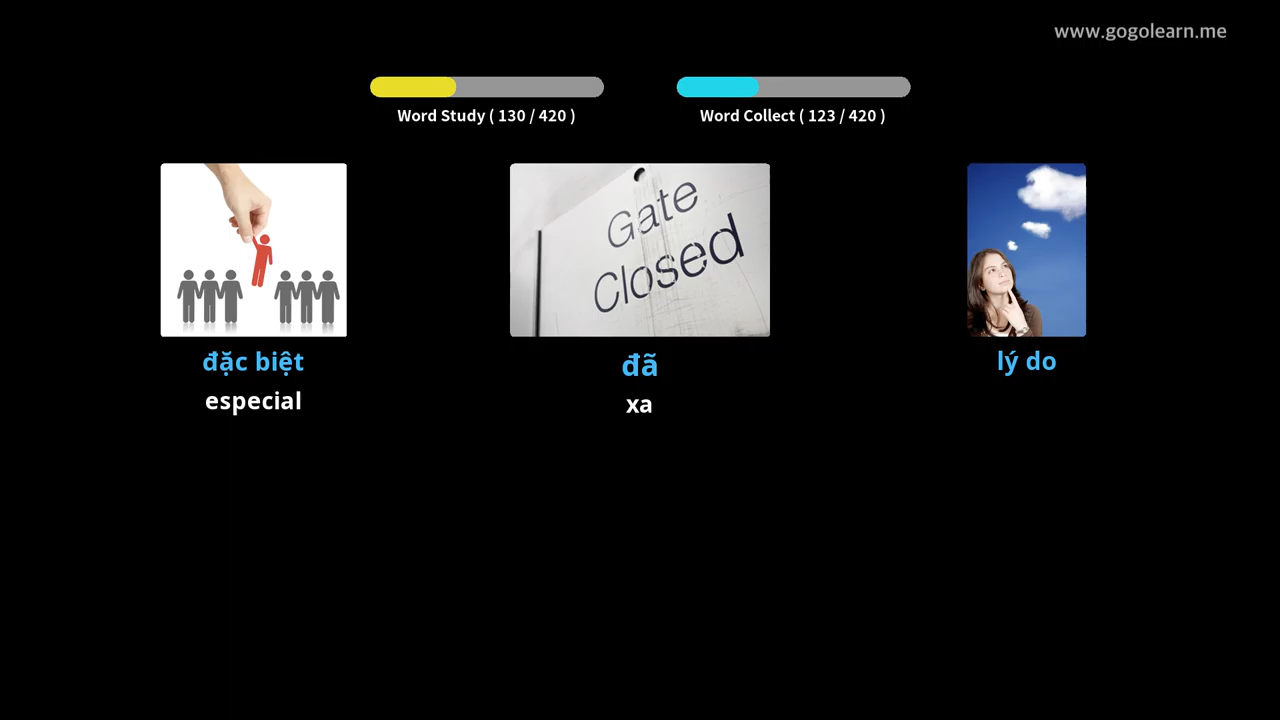 www.gogolearn.me
Word Study ( 130 / 420 )
Word Collect ( 123 / 420 )
Gate
Closed
đặc biệt
đã
lý do
especial
xa